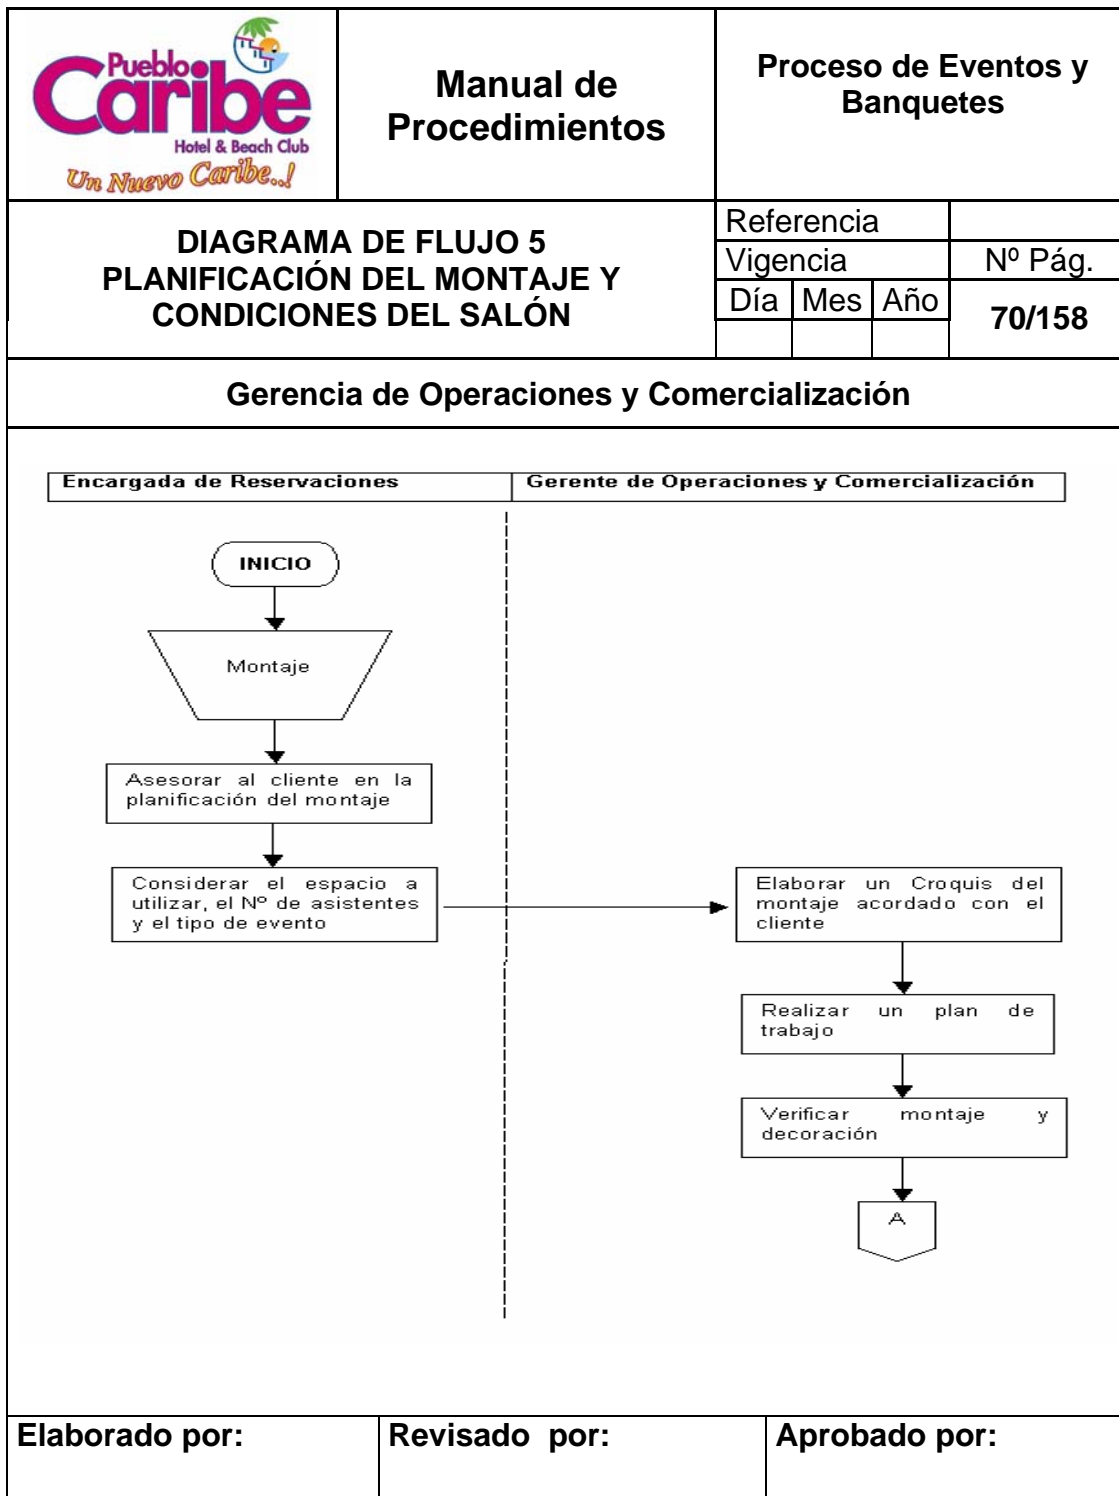 Pueblo
Caribe
Hotel & Beach Club
Un Nuevo Caribe..!
Manual de
Procedimientos
Proceso de Eventos y
Banquetes
DIAGRAMA DE FLUJO 5
PLANIFICACIÓN DEL MONTAJE Y
CONDICIONES DEL SALÓN
Referencia
Vigencia
Nº Pág.
Día Mes Año
70/158
Gerencia de Operaciones y Comercialización
Encargada de Reservaciones
Gerente de Operaciones y Comercialización
INICIO
Montaje
Asesorar al cliente en la
planificación del montaje
Considerar el espacio a
utilizar, el Nº de asistentes
y el tipo de evento
Elaborar un Croquis del
montaje acordado con el
cliente
Realizar un plan de
trabajo
Verificar montaje y
decoración
A
Elaborado por:
Revisado por:
Aprobado por: